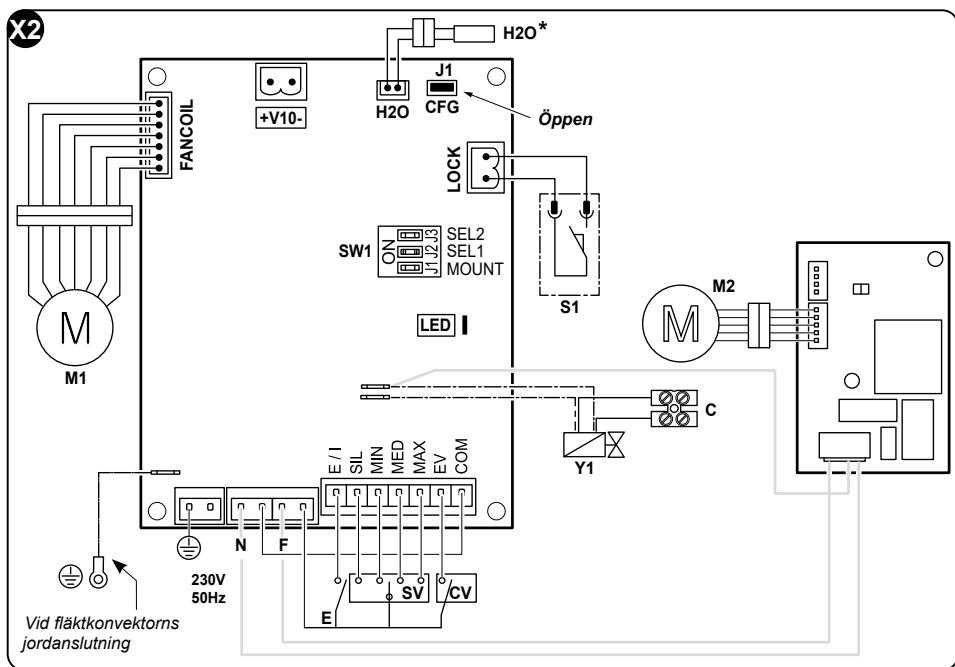 X2
H2O*
J1
H2O
CFG
Öppen
+V10-
FANCOIL
LOCK
ON
J3 SEL2
SW1
J2 SEL1
J1 MOUNT
S1
M2
M
LED
M
M1
C
Y1
E / I
SIL
MIN
MED
MAX
EV
COM
N
F
230V
50Hz
E
SV
CV
Vid fläktkonvektorns
jordanslutning